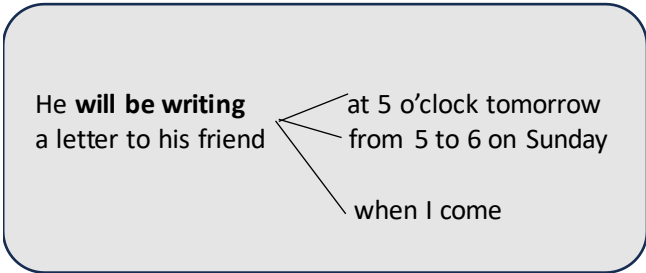 He will be writing
a letter to his friend
at 5 o’clock tomorrow
from 5 to 6 on Sunday
when I come